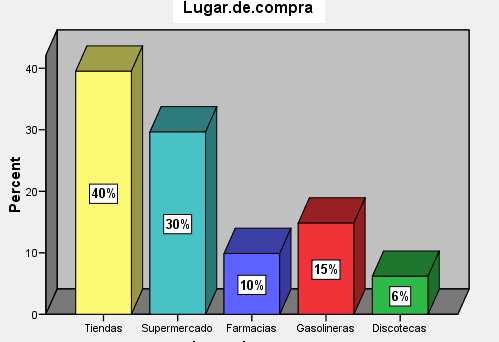 Lugar.de.compra
Percent
40
30
20
10
0
40%
30%
10%
15%
6%
Tiendas
Supermercado
Farmacias
Gasolineras
Discotecas